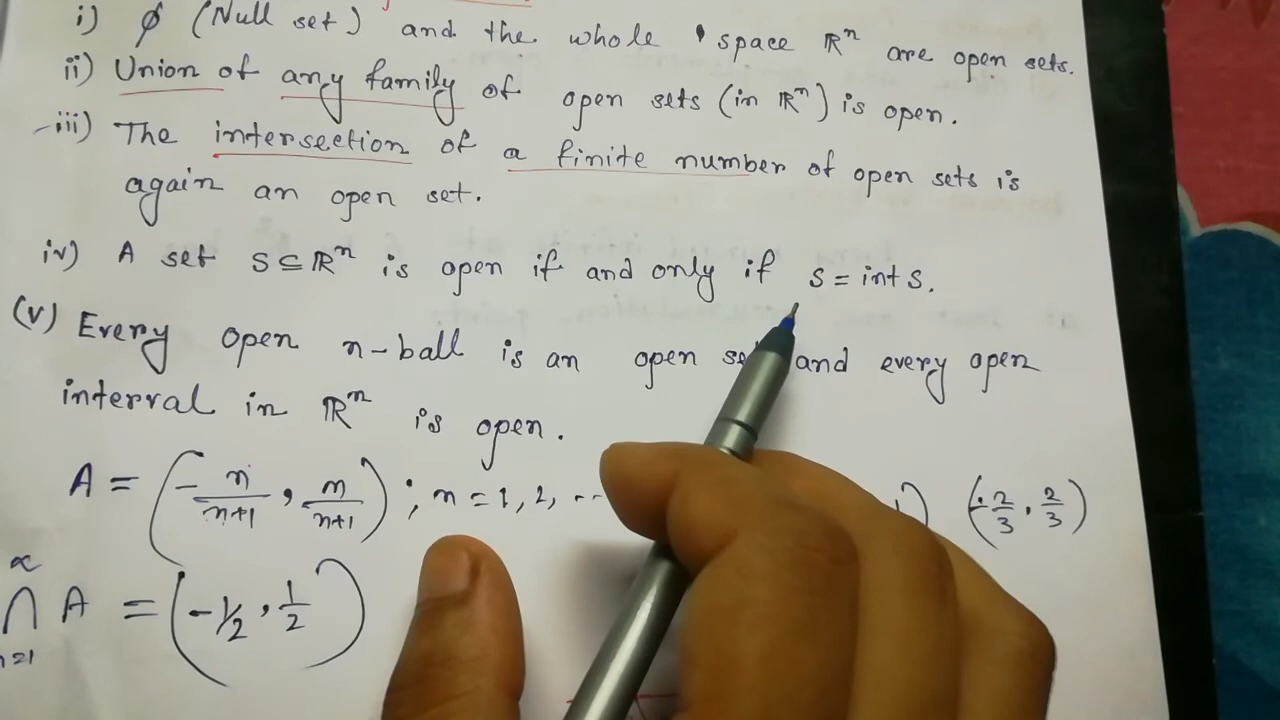 i) ∅ (Null set) and the whole space ℝⁿ are open sets.
ii) Union of any family of open sets (in ℝⁿ) is open.
iii) The intersection of a finite number of open sets is
again an open set.
iv) A set S ⊆ ℝⁿ is open if and only if S = int S.
(v) Every open n-ball is an open set and every open
interval in ℝⁿ is open.
A = (-n/n+1, n/n+1) ; n = 1, 2, -- (-2/3, 2/3)
∞
∩ A = (-1/2, 1/2)
n=1